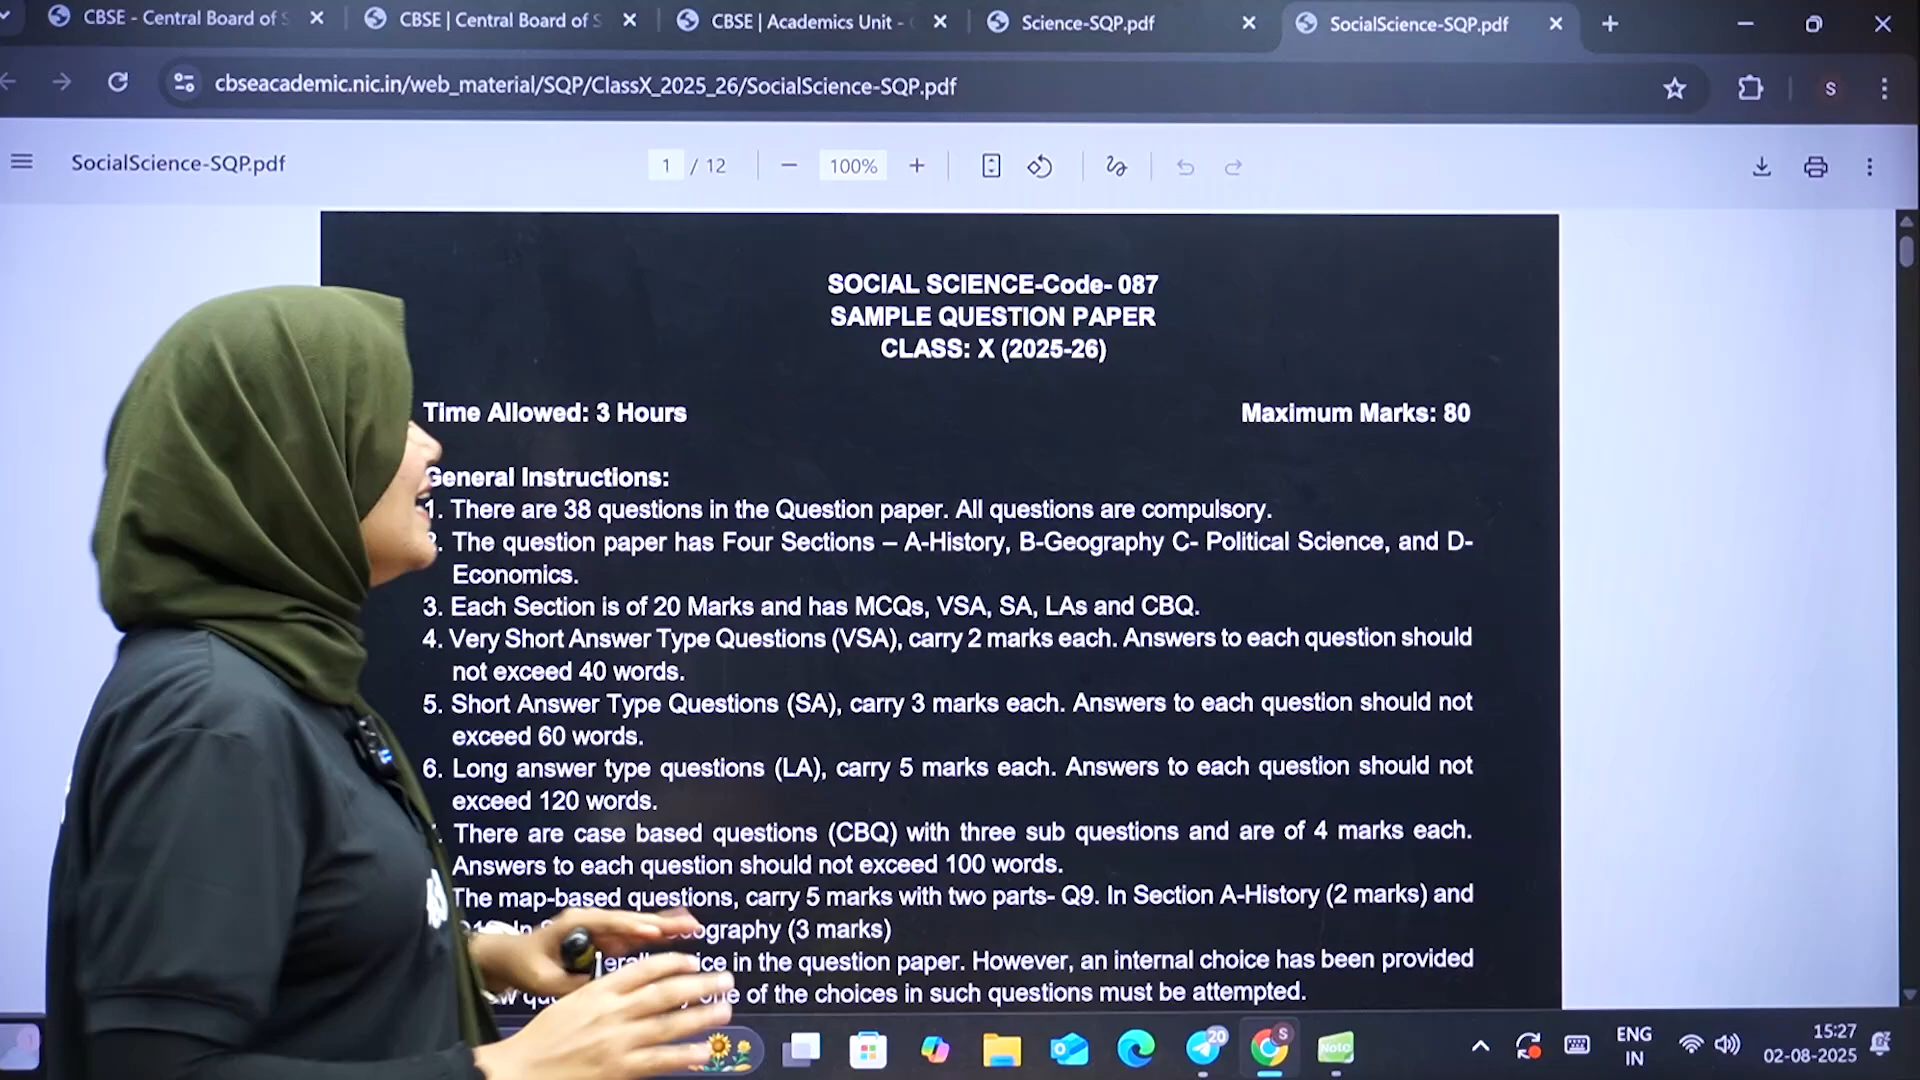 CBSE - Central Board of S
CBSE | Central Board of S
CBSE | Academics Unit -
Science-SQP.pdf
SocialScience-SQP.pdf
cbseacademic.nic.in/web_material/SQP/ClassX_2025_26/SocialScience-SQP.pdf
S
SocialScience-SQP.pdf
1 / 12
100%
SOCIAL SCIENCE-Code- 087
SAMPLE QUESTION PAPER
CLASS: X (2025-26)
Time Allowed: 3 Hours
Maximum Marks: 80
General Instructions:
1. There are 38 questions in the Question paper. All questions are compulsory.
2. The question paper has Four Sections – A-History, B-Geography C- Political Science, and D-
Economics.
3. Each Section is of 20 Marks and has MCQs, VSA, SA, LAs and CBQ.
4. Very Short Answer Type Questions (VSA), carry 2 marks each. Answers to each question should
not exceed 40 words.
5. Short Answer Type Questions (SA), carry 3 marks each. Answers to each question should not
exceed 60 words.
6. Long answer type questions (LA), carry 5 marks each. Answers to each question should not
exceed 120 words.
There are case based questions (CBQ) with three sub questions and are of 4 marks each.
Answers to each question should not exceed 100 words.
The map-based questions, carry 5 marks with two parts- Q9. In Section A-History (2 marks) and
In (3 marks)
in the question paper. However, an internal choice has been provided
one of the choices in such questions must be attempted.
20
S
Note
ENG
IN
15:27
02-08-2025